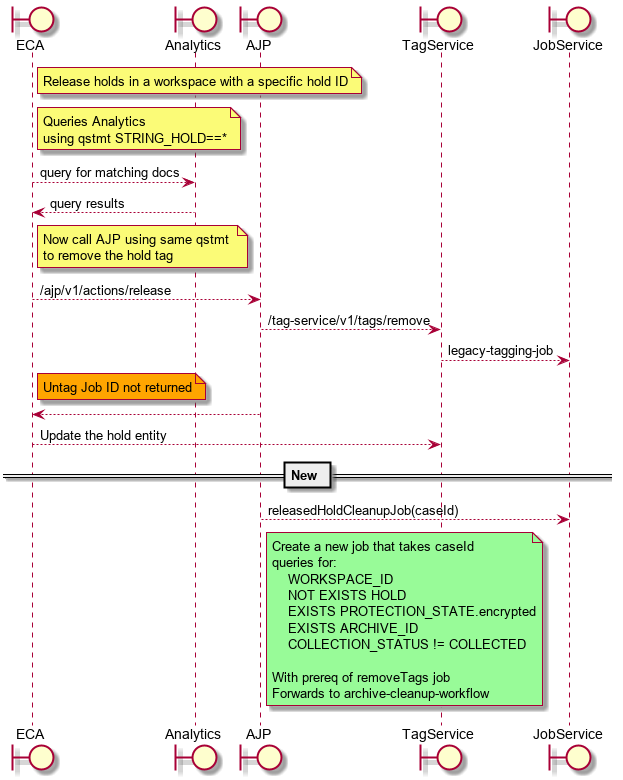 ECA
Analytics
AJP
TagService
JobService
Release holds in a workspace with a specific hold ID
Queries Analytics
using qstmt STRING_HOLD==*
query for matching docs
query results
Now call AJP using same qstmt
to remove the hold tag
/ajp/v1/actions/release
/tag-service/v1/tags/remove
legacy-tagging-job
Untag Job ID not returned
Update the hold entity
New
releasedHoldCleanupJob(caseId)
Create a new job that takes caseId
queries for:
WORKSPACE_ID
NOT EXISTS HOLD
EXISTS PROTECTION_STATE.encrypted
EXISTS ARCHIVE_ID
COLLECTION_STATUS != COLLECTED
With prereq of removeTags job
Forwards to archive-cleanup-workflow
ECA
Analytics
AJP
TagService
JobService